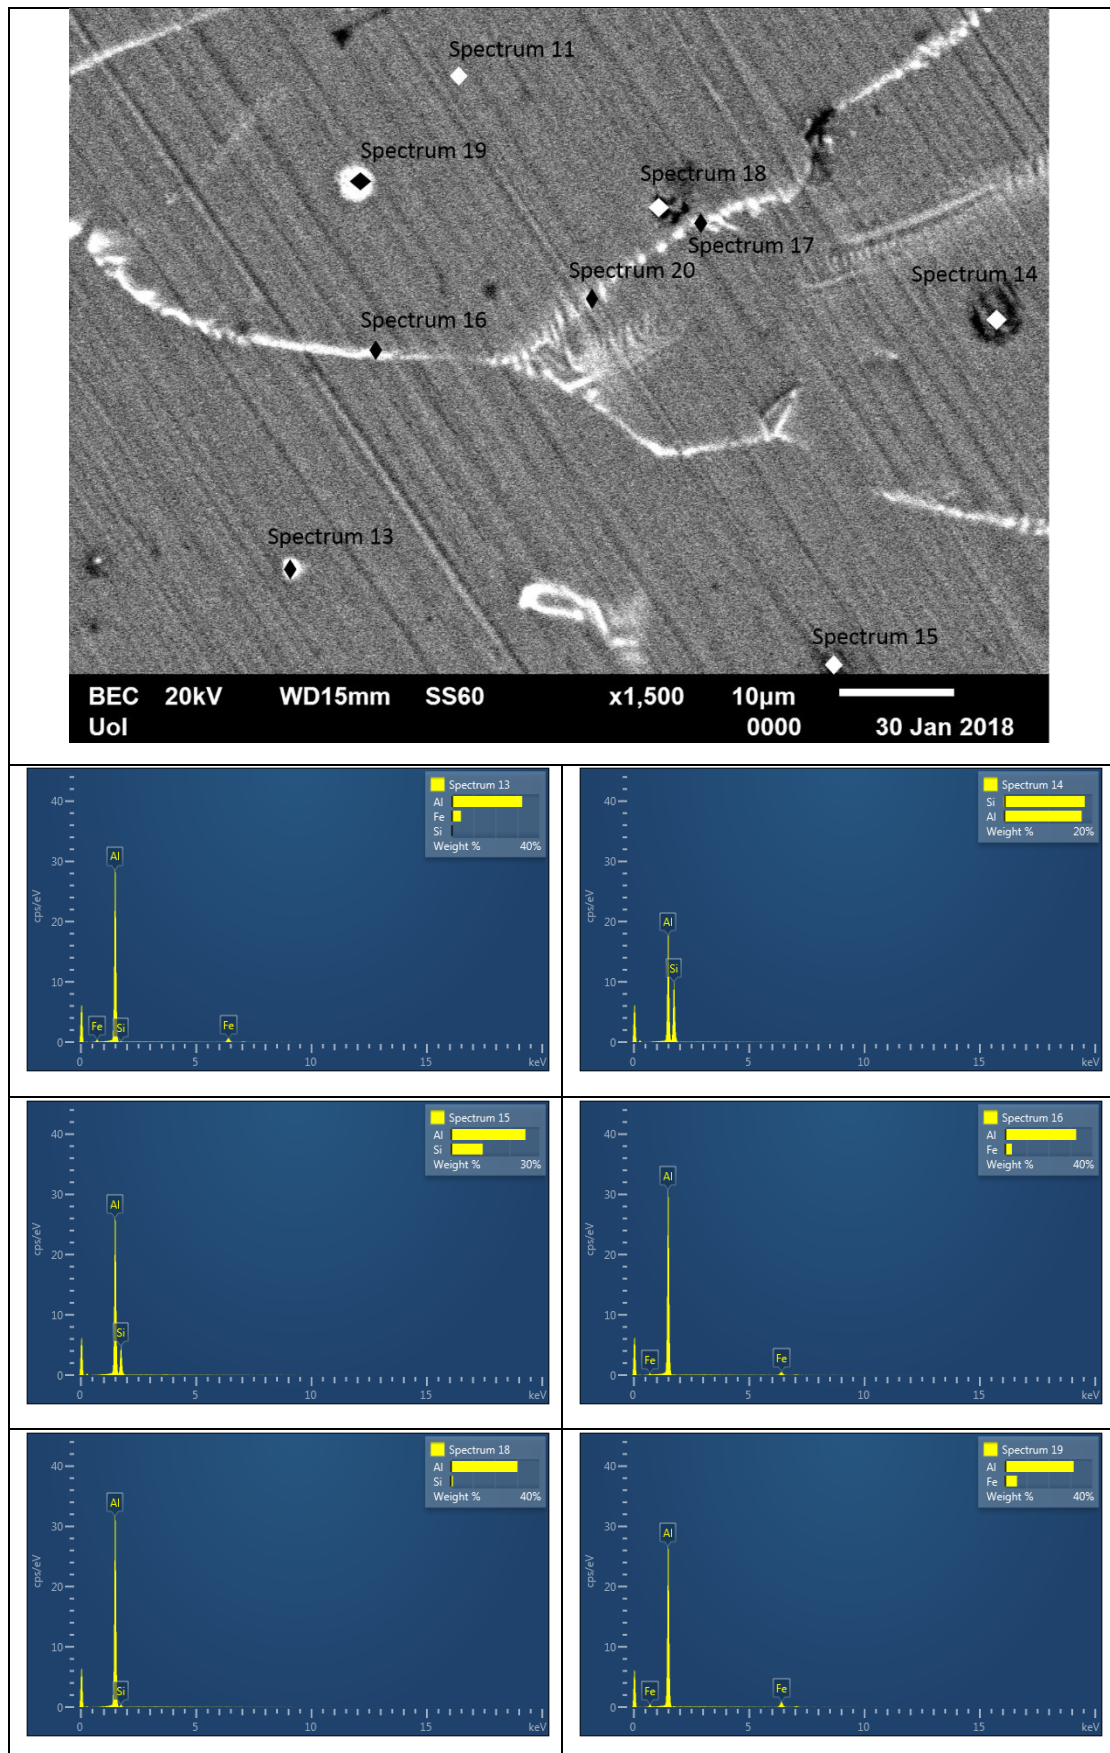 Spectrum 11
Spectrum 19
Spectrum 18
Spectrum 17
Spectrum 20
Spectrum 14
Spectrum 16
Spectrum 13
Spectrum 15
BEC 20kV WD15mm SS60 x1,500 10µm
UoI 0000 30 Jan 2018
Spectrum 13
Al
Fe
Si
Weight % 40%
40
30
20
10
0
cps/eV
Al
Fe
Si
Fe
0 5 10 15 keV
Spectrum 14
Si
Al
Weight % 20%
40
30
20
10
0
cps/eV
Al
Si
0 5 10 15 keV
Spectrum 15
Al
Si
Weight % 30%
40
30
20
10
0
cps/eV
Al
Si
0 5 10 15 keV
Spectrum 16
Al
Fe
Weight % 40%
40
30
20
10
0
cps/eV
Al
Fe
Fe
0 5 10 15 keV
Spectrum 18
Al
Si
Weight % 40%
40
30
20
10
0
cps/eV
Al
Si
0 5 10 15 keV
Spectrum 19
Al
Fe
Weight % 40%
40
30
20
10
0
cps/eV
Al
Fe
Fe
0 5 10 15 keV